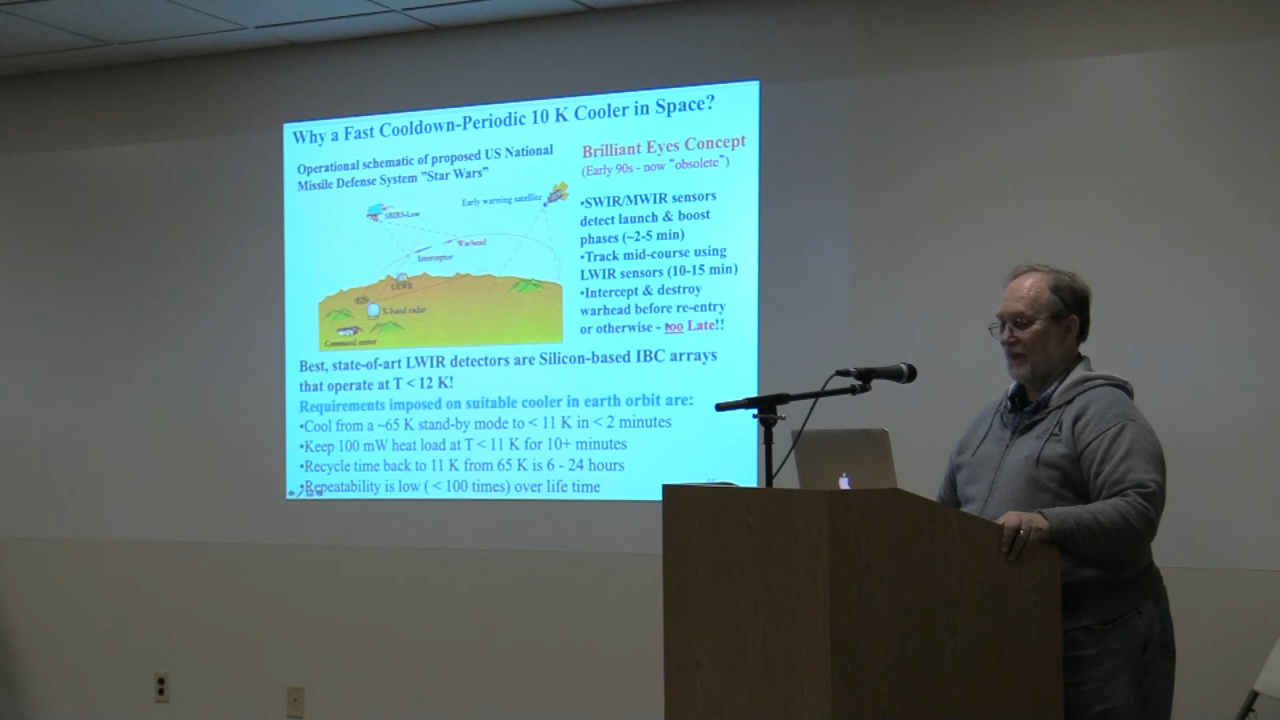 Why a Fast Cooldown-Periodic 10 K Cooler in Space?
Operational schematic of proposed US National
Missile Defense System "Star Wars"
Brilliant Eyes Concept
(Early 90s - now "obsolete")
SBIRS-Low
Early warning satellite
Warhead
Interceptor
X-band radar
Command center
•SWIR/MWIR sensors
detect launch & boost
phases (~2-5 min)
•Track mid-course using
LWIR sensors (10-15 min)
•Intercept & destroy
warhead before re-entry
or otherwise - too Late!!
Best, state-of-art LWIR detectors are Silicon-based IBC arrays
that operate at T < 12 K!
Requirements imposed on suitable cooler in earth orbit are:
•Cool from a ~65 K stand-by mode to < 11 K in < 2 minutes
•Keep 100 mW heat load at T < 11 K for 10+ minutes
•Recycle time back to 11 K from 65 K is 6 - 24 hours
•Repeatability is low ( < 100 times) over life time